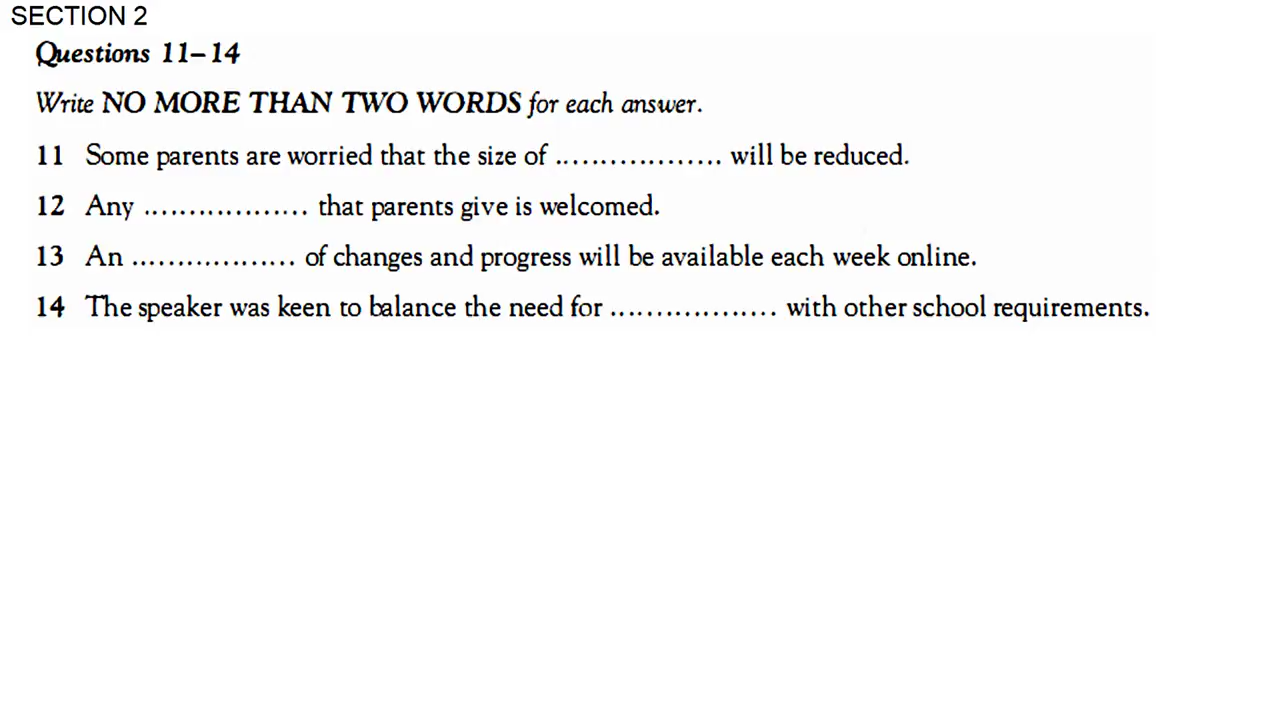 SECTION 2
Questions 11–14
Write NO MORE THAN TWO WORDS for each answer.
11 Some parents are worried that the size of .................. will be reduced.
12 Any .................. that parents give is welcomed.
13 An .................. of changes and progress will be available each week online.
14 The speaker was keen to balance the need for .................. with other school requirements.